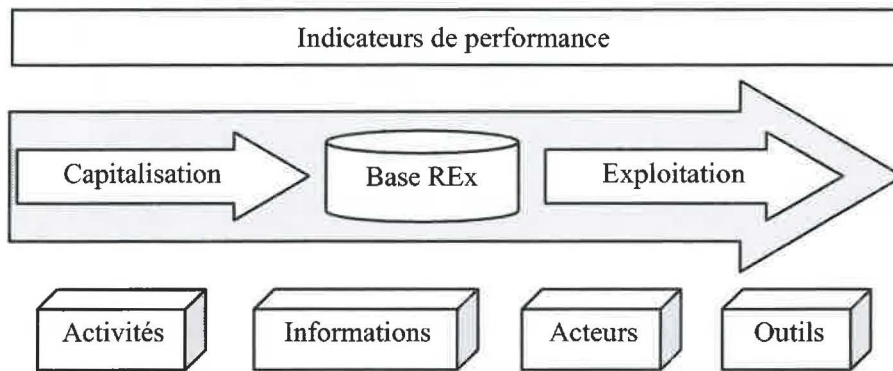 Indicateurs de performance
Capitalisation
Base REx
Exploitation
Activités
Informations
Acteurs
Outils